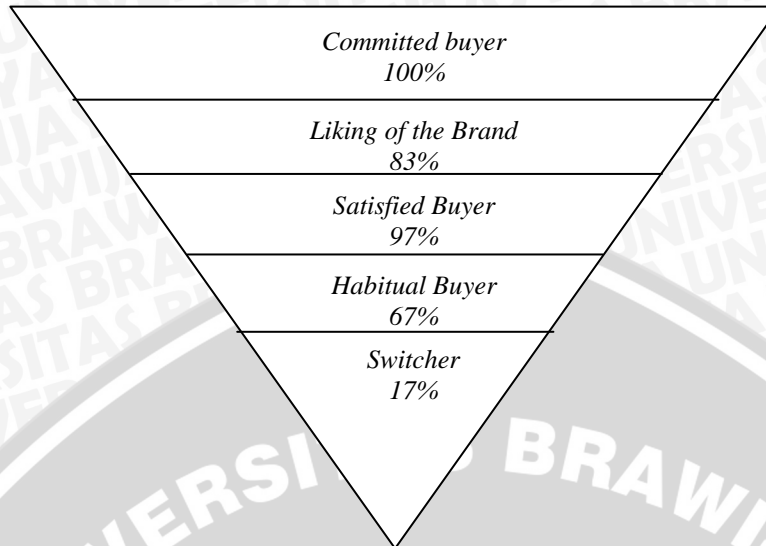 Committed buyer
100%
Liking of the Brand
83%
Satisfied Buyer
97%
Habitual Buyer
67%
Switcher
17%